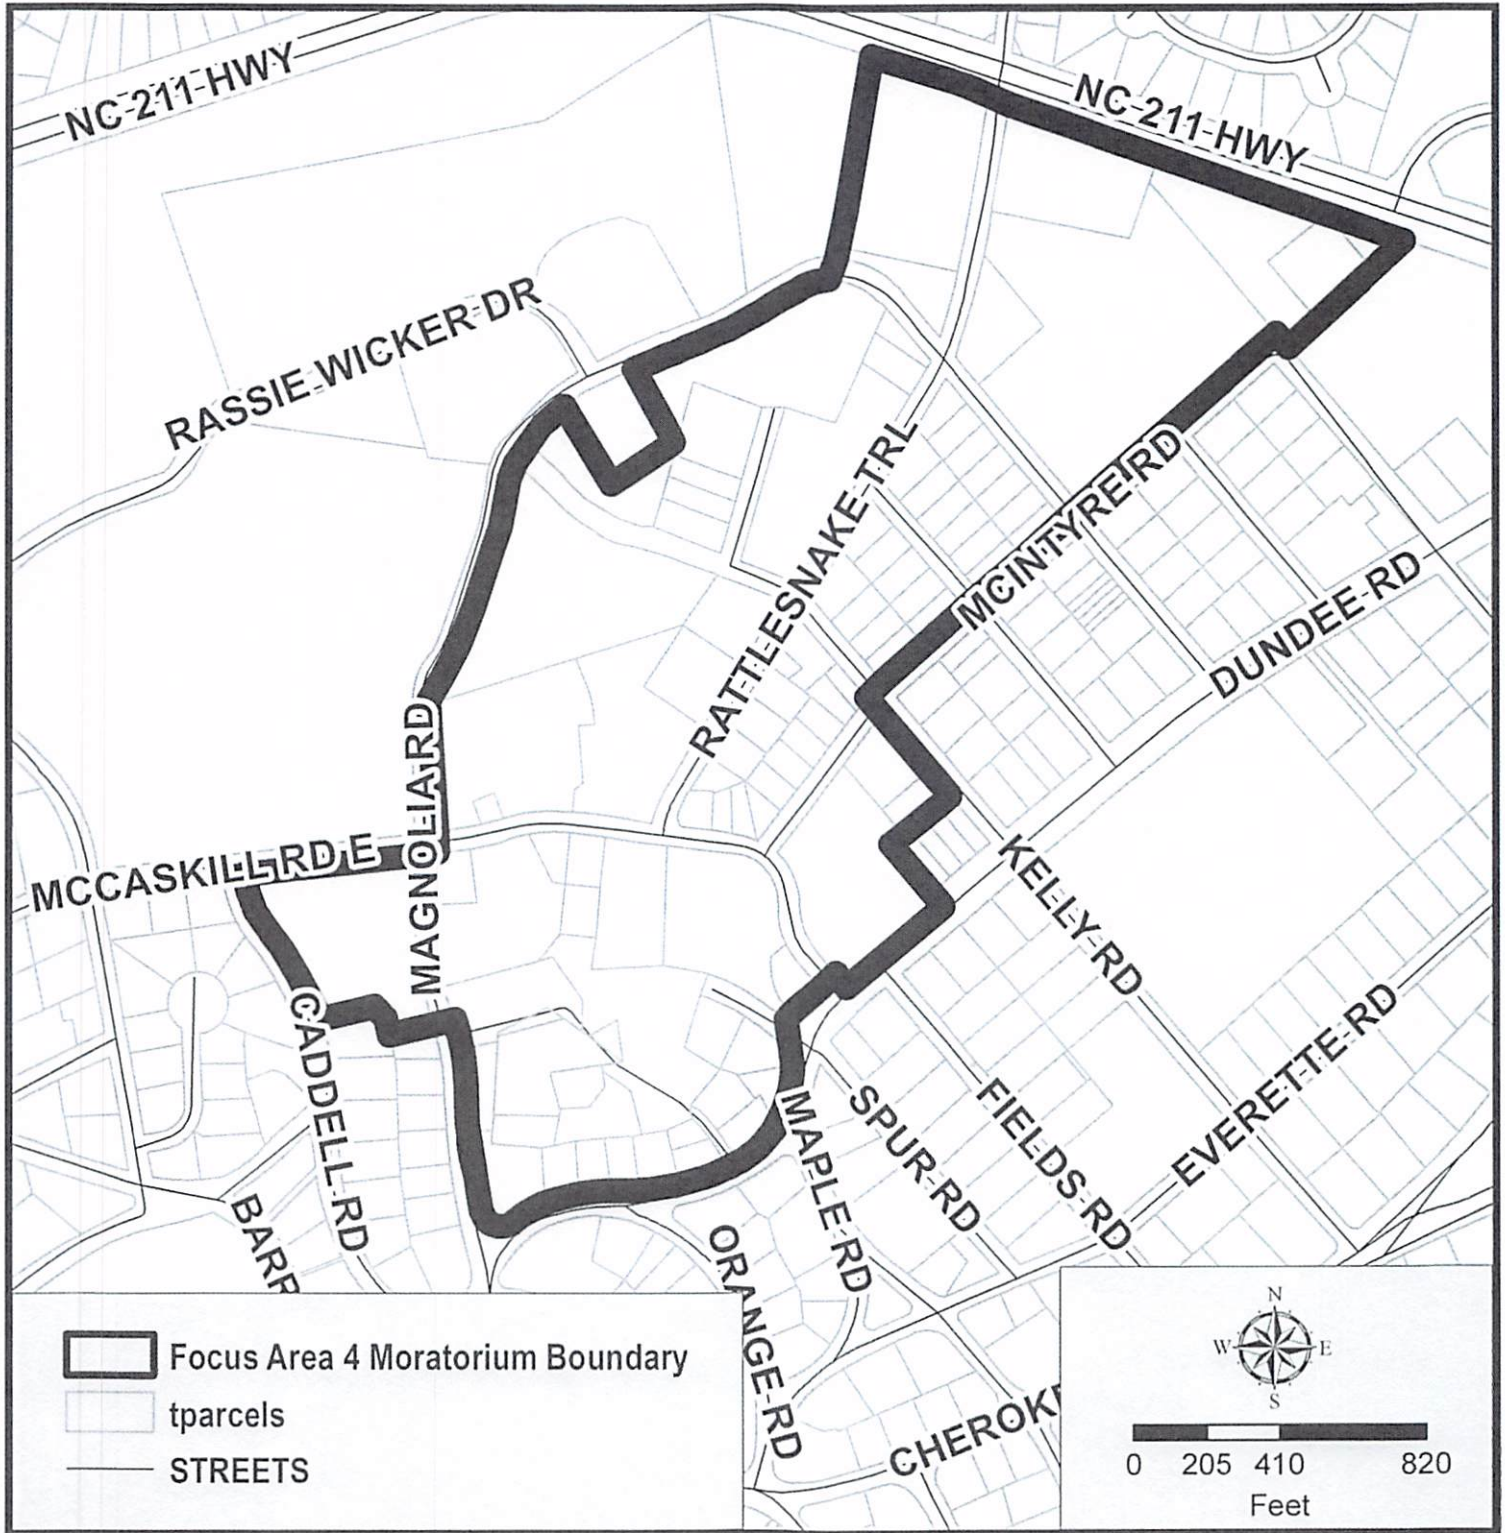 NC 211 HWY
NC 211 HWY
RASSIE WICKER DR
RATTLESNAKE TRL
MCINTYRE RD
DUNDEE RD
MAGNOLIA RD
MCCASKILL RD E
KELLY RD
CADDELL RD
EVERETTE RD
FIELDS RD
SPUR RD
MAPLE RD
BARR
ORANGE RD
CHEROK
Focus Area 4 Moratorium Boundary
tparcels
STREETS
N
W E
S
0 205 410 820
Feet